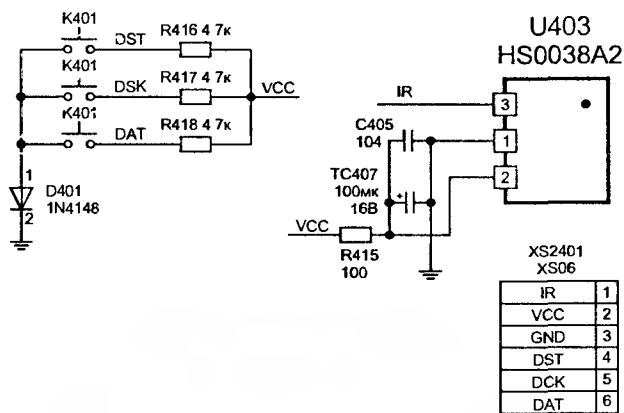 K401
DST
R416 4 7к
K401
DSK
R417 4 7к
VCC
K401
DAT
R418 4 7к
1
D401
1N4148
2
U403
HS0038A2
IR
3
C405
104
1
TC407
100мк
16В
+
2
VCC
R415
100
XS2401
XS06
IR 1
VCC 2
GND 3
DST 4
DCK 5
DAT 6